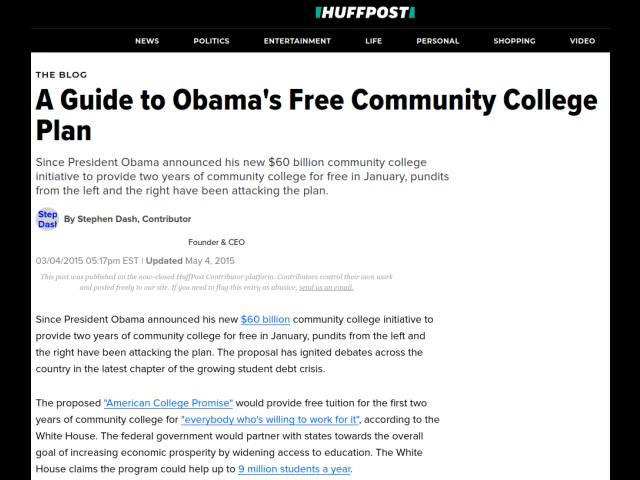 HUFFPOST
NEWS POLITICS ENTERTAINMENT LIFE PERSONAL SHOPPING VIDEO
THE BLOG
A Guide to Obama's Free Community College
Plan
Since President Obama announced his new $60 billion community college
initiative to provide two years of community college for free in January, pundits
from the left and the right have been attacking the plan.
Step
Dasl
By Stephen Dash, Contributor
Founder & CEO
03/04/2015 05:17pm EST | Updated May 4, 2015
This post was published on the now-closed HuffPost Contributor platform. Contributors control their own work
and posted freely to our site. If you need to flag this entry as abusive, send us an email.
Since President Obama announced his new $60 billion community college initiative to
provide two years of community college for free in January, pundits from the left and
the right have been attacking the plan. The proposal has ignited debates across the
country in the latest chapter of the growing student debt crisis.
The proposed "American College Promise" would provide free tuition for the first two
years of community college for "everybody who's willing to work for it", according to the
White House. The federal government would partner with states towards the overall
goal of increasing economic prosperity by widening access to education. The White
House claims the program could help up to 9 million students a year.